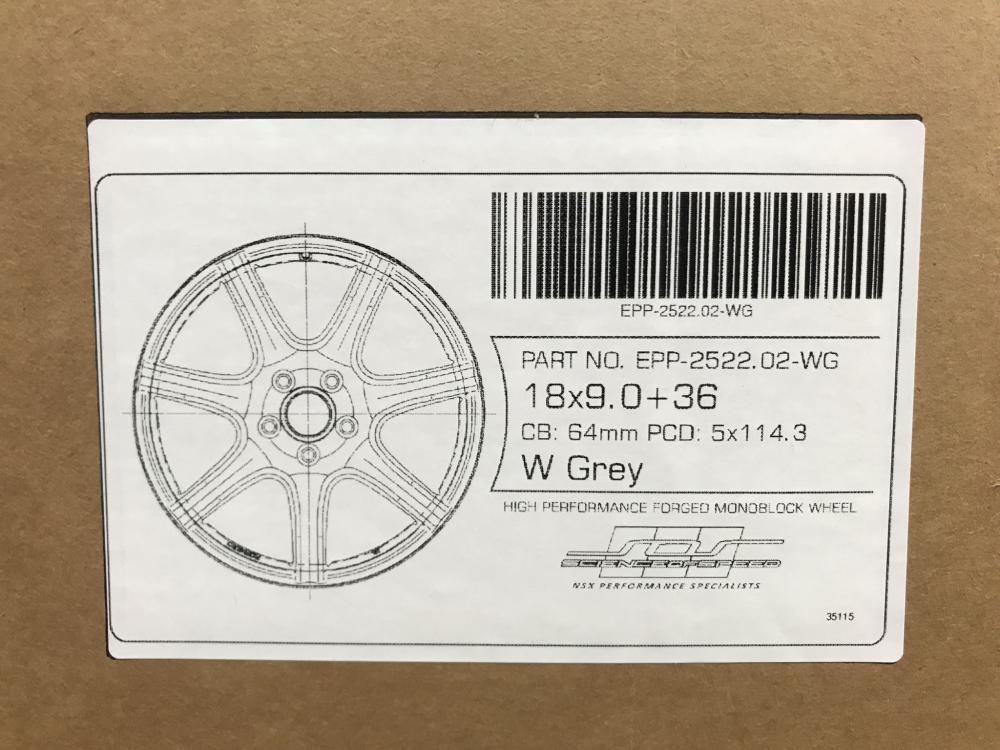 EPP-2522.02-WG
PART NO. EPP-2522.02-WG
18x9.0+36
CB: 64mm PCD: 5x114.3
W Grey
HIGH PERFORMANCE FORGED MONOBLOCK WHEEL
SCIENCEOFSPEED
NSX PERFORMANCE SPECIALISTS
35115